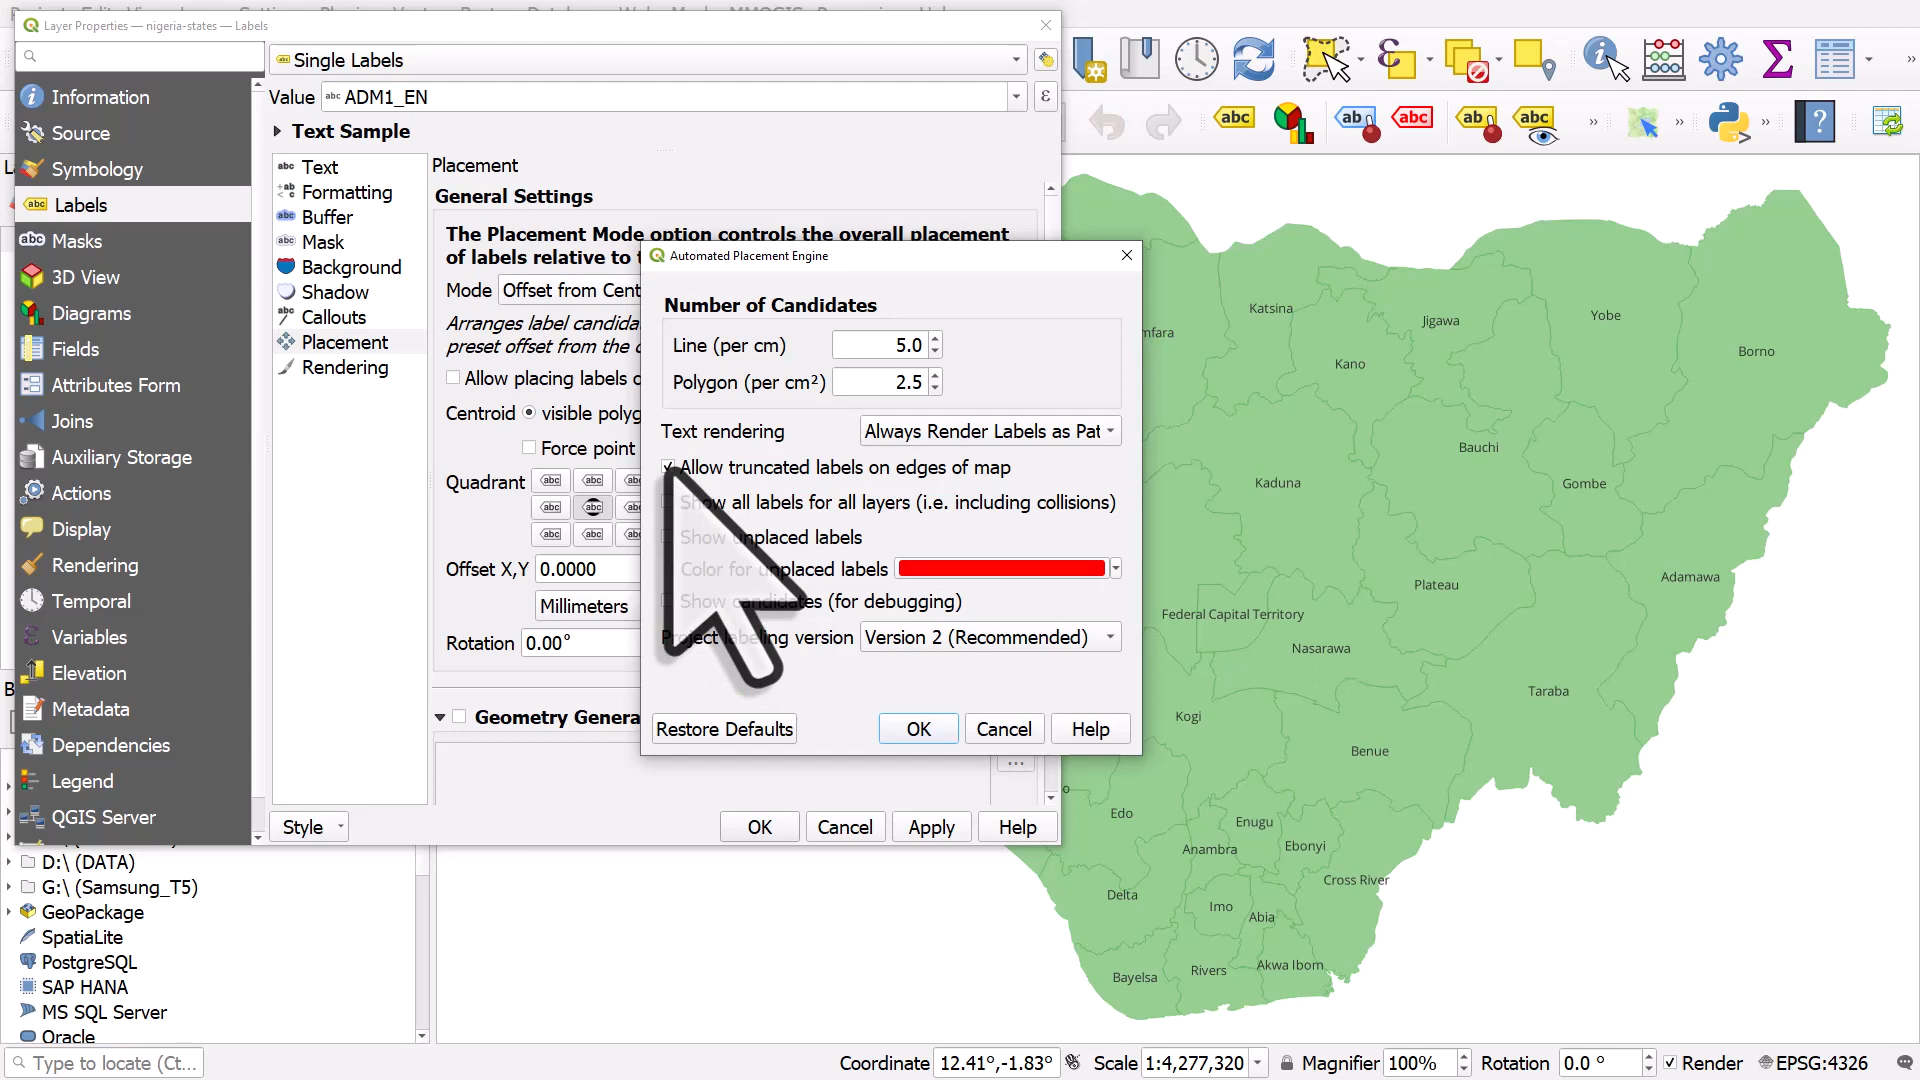 Layer Properties — nigeria-states — Labels
Information
Source
Symbology
Labels
Masks
3D View
Diagrams
Fields
Attributes Form
Joins
Auxiliary Storage
Actions
Display
Rendering
Temporal
Variables
Elevation
Metadata
Dependencies
Legend
QGIS Server
Single Labels
Value abc ADM1_EN
Text Sample
Text
Formatting
Buffer
Mask
Background
Shadow
Callouts
Placement
Rendering
Placement
General Settings
The Placement Mode option controls the overall placement
of labels relative to
Mode Offset from Cent
Arranges label candida
preset offset from the
Allow placing labels
Centroid visible polyg
Force point
Quadrant
Offset X,Y 0.0000
Millimeters
Rotation 0.00°
Geometry Genera
...
Style OK Cancel Apply Help
Automated Placement Engine
Number of Candidates
Line (per cm) 5.0
Polygon (per cm²) 2.5
Text rendering Always Render Labels as Pat
Allow truncated labels on edges of map
Show all labels for all layers (i.e. including collisions)
Show unplaced labels
Color for unplaced labels
Show candidates (for debugging)
Project labeling version Version 2 (Recommended)
Restore Defaults OK Cancel Help
D:\ (DATA)
G:\ (Samsung_T5)
GeoPackage
SpatiaLite
PostgreSQL
SAP HANA
MS SQL Server
Oracle
Katsina
Jigawa
Yobe
mfara
Kano
Borno
Bauchi
Kaduna
Gombe
Adamawa
Plateau
Federal Capital Territory
Nasarawa
Taraba
Kogi
Benue
Edo
Enugu
Anambra
Ebonyi
Cross River
Delta
Imo
Abia
Akwa Ibom
Rivers
Bayelsa
Type to locate (Ct...
Coordinate 12.41°,-1.83° Scale 1:4,277,320 Magnifier 100% Rotation 0.0 ° Render EPSG:4326